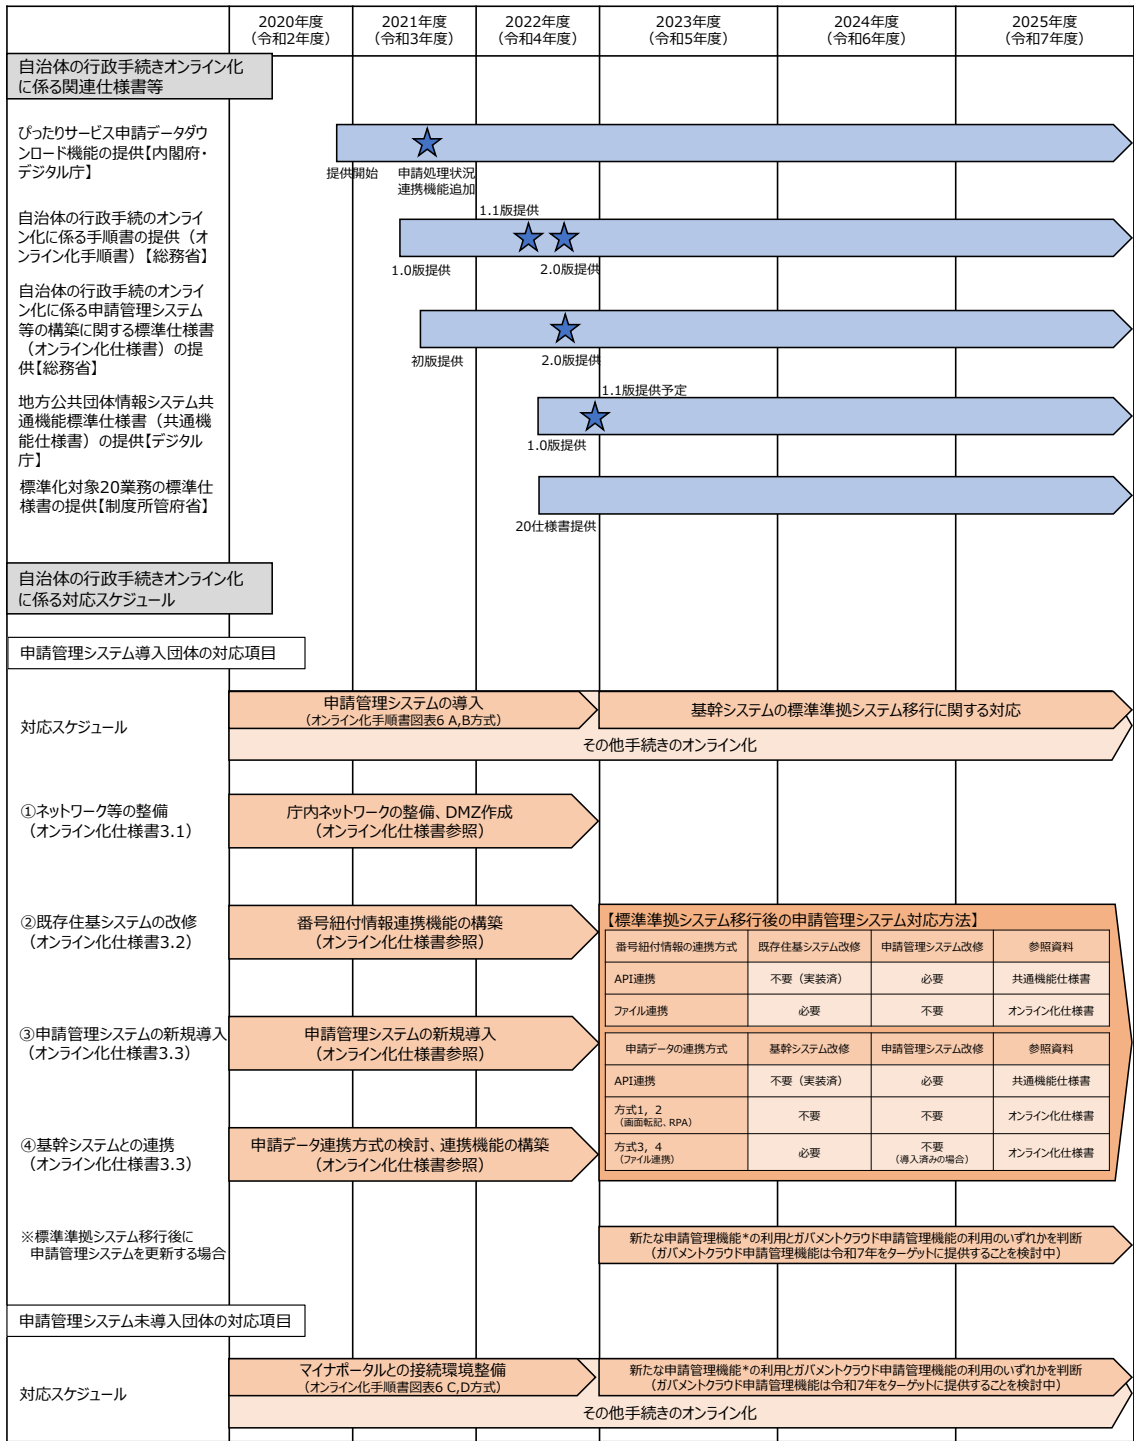 2020年度
(令和2年度)
2021年度
(令和3年度)
2022年度
(令和4年度)
2023年度
(令和5年度)
2024年度
(令和6年度)
2025年度
(令和7年度)
自治体の行政手続きオンライン化
に係る関連仕様書等
ぴったりサービス申請データダウ
ンロード機能の提供【内閣府・
デジタル庁】
提供開始
申請処理状況
連携機能追加
自治体の行政手続のオンライ
ン化に係る手順書の提供（オ
ンライン化手順書）【総務省】
1.1版提供
1.0版提供
2.0版提供
自治体の行政手続のオンライ
ン化に係る申請管理システム
等の構築に関する標準仕様書
（オンライン化仕様書）の提
供【総務省】
初版提供
2.0版提供
地方公共団体情報システム共
通機能標準仕様書（共通機
能仕様書）の提供【デジタル
庁】
1.1版提供予定
1.0版提供
標準化対象20業務の標準仕
様書の提供【制度所管府省】
20仕様書提供
自治体の行政手続きオンライン化
に係る対応スケジュール
申請管理システム導入団体の対応項目
対応スケジュール
申請管理システムの導入
(オンライン化手順書図表6 A,B方式)
基幹システムの標準準拠システム移行に関する対応
その他手続きのオンライン化
①ネットワーク等の整備
（オンライン化仕様書3.1）
庁内ネットワークの整備、DMZ作成
（オンライン化仕様書参照）
②既存住基システムの改修
（オンライン化仕様書3.2）
番号紐付情報連携機能の構築
（オンライン化仕様書参照）
【標準準拠システム移行後の申請管理システム対応方法】
番号紐付情報の連携方式 既存住基システム改修 申請管理システム改修 参照資料
API連携 不要（実装済） 必要 共通機能仕様書
ファイル連携 必要 不要 オンライン化仕様書
③申請管理システムの新規導入
（オンライン化仕様書3.3）
申請管理システムの新規導入
（オンライン化仕様書参照）
申請データの連携方式 基幹システム改修 申請管理システム改修 参照資料
API連携 不要（実装済） 必要 共通機能仕様書
方式1，2
（画面転記、RPA）
不要 不要 オンライン化仕様書
方式3，4
（ファイル連携）
必要 不要
（導入済みの場合）
オンライン化仕様書
④基幹システムとの連携
（オンライン化仕様書3.3）
申請データ連携方式の検討、連携機能の構築
（オンライン化仕様書参照）
※標準準拠システム移行後に
申請管理システムを更新する場合
新たな申請管理機能*の利用とガバメントクラウド申請管理機能の利用のいずれかを判断
（ガバメントクラウド申請管理機能は令和7年をターゲットに提供することを検討中）
申請管理システム未導入団体の対応項目
対応スケジュール
マイナポータルとの接続環境整備
(オンライン化手順書図表6 C,D方式)
新たな申請管理機能*の利用とガバメントクラウド申請管理機能の利用のいずれかを判断
（ガバメントクラウド申請管理機能は令和7年をターゲットに提供することを検討中）
その他手続きのオンライン化